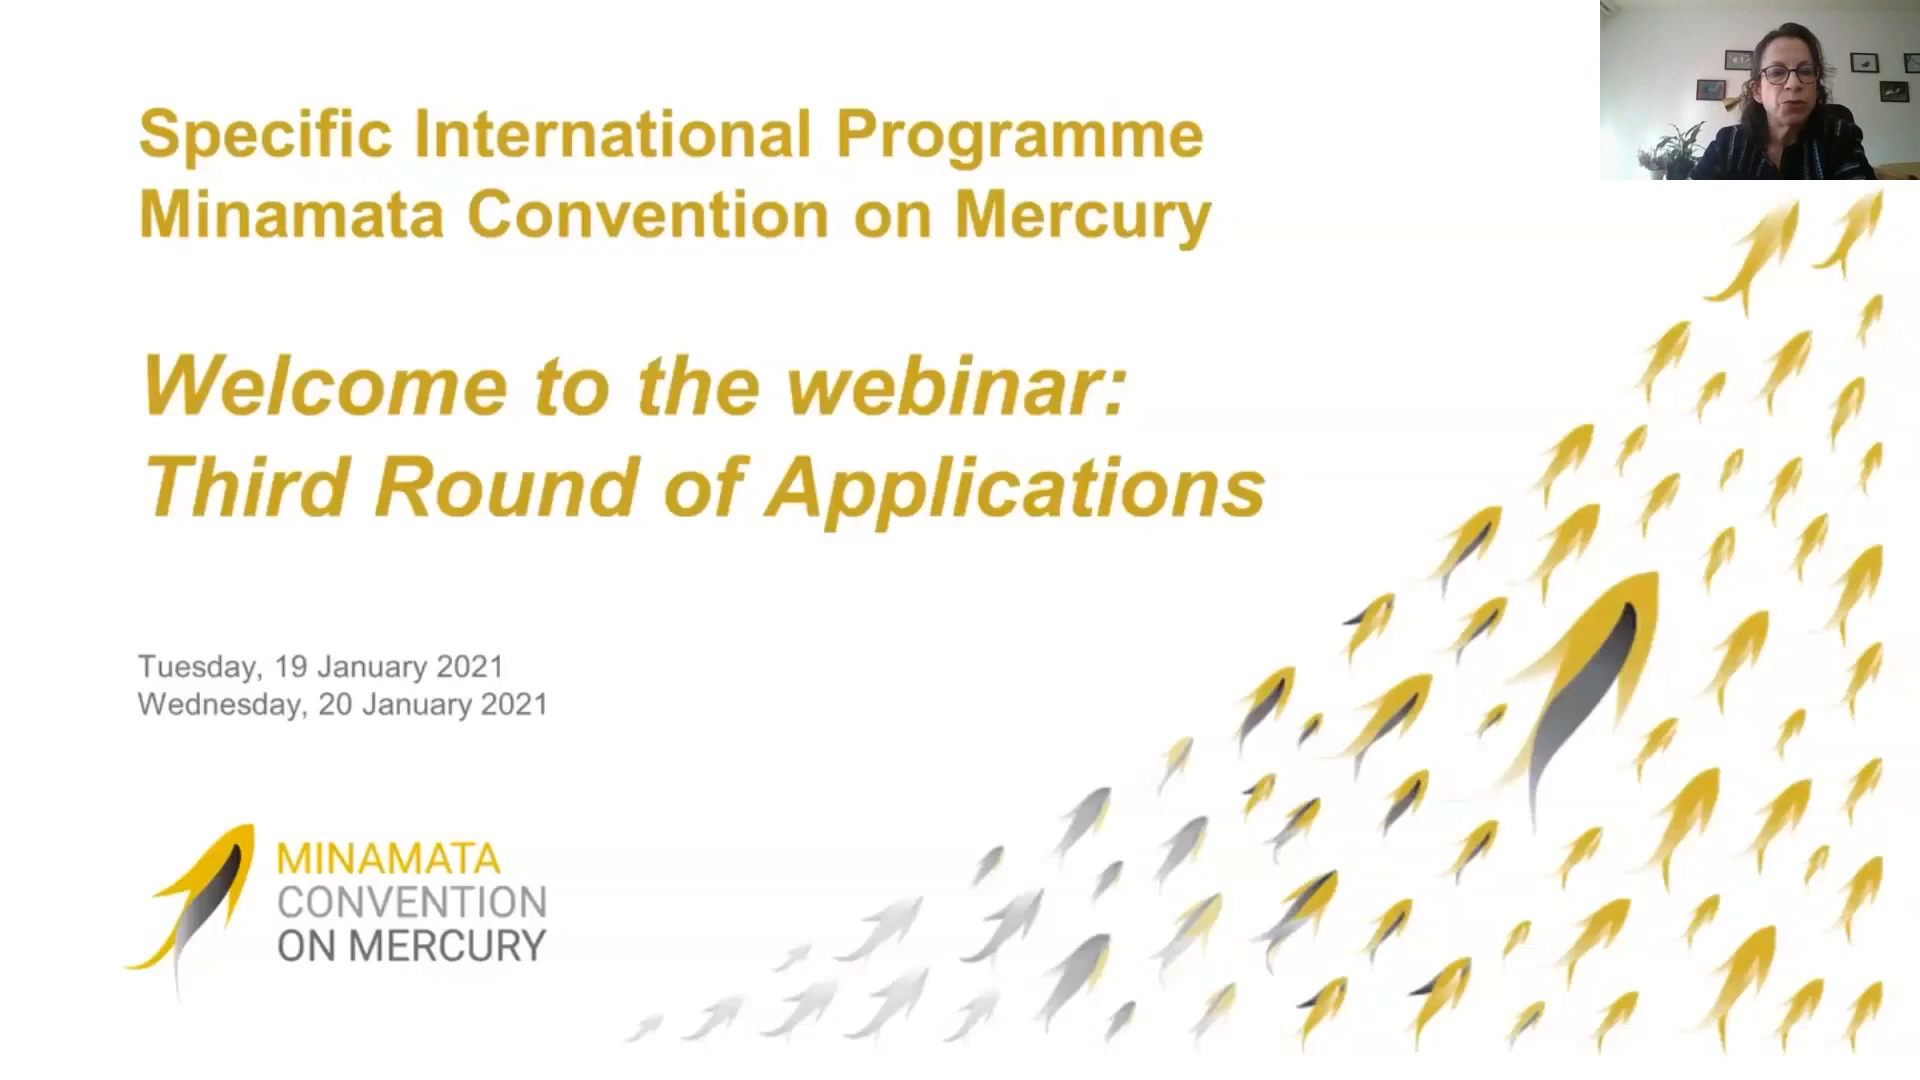 Specific International Programme
Minamata Convention on Mercury
Welcome to the webinar:
Third Round of Applications
Tuesday, 19 January 2021
Wednesday, 20 January 2021
MINAMATA
CONVENTION
ON MERCURY